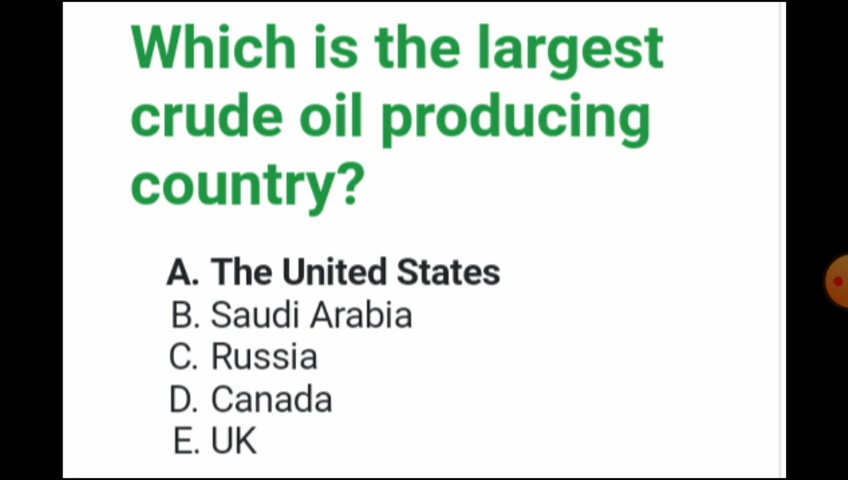 Which is the largest
crude oil producing
country?
A. The United States
B. Saudi Arabia
C. Russia
D. Canada
E. UK